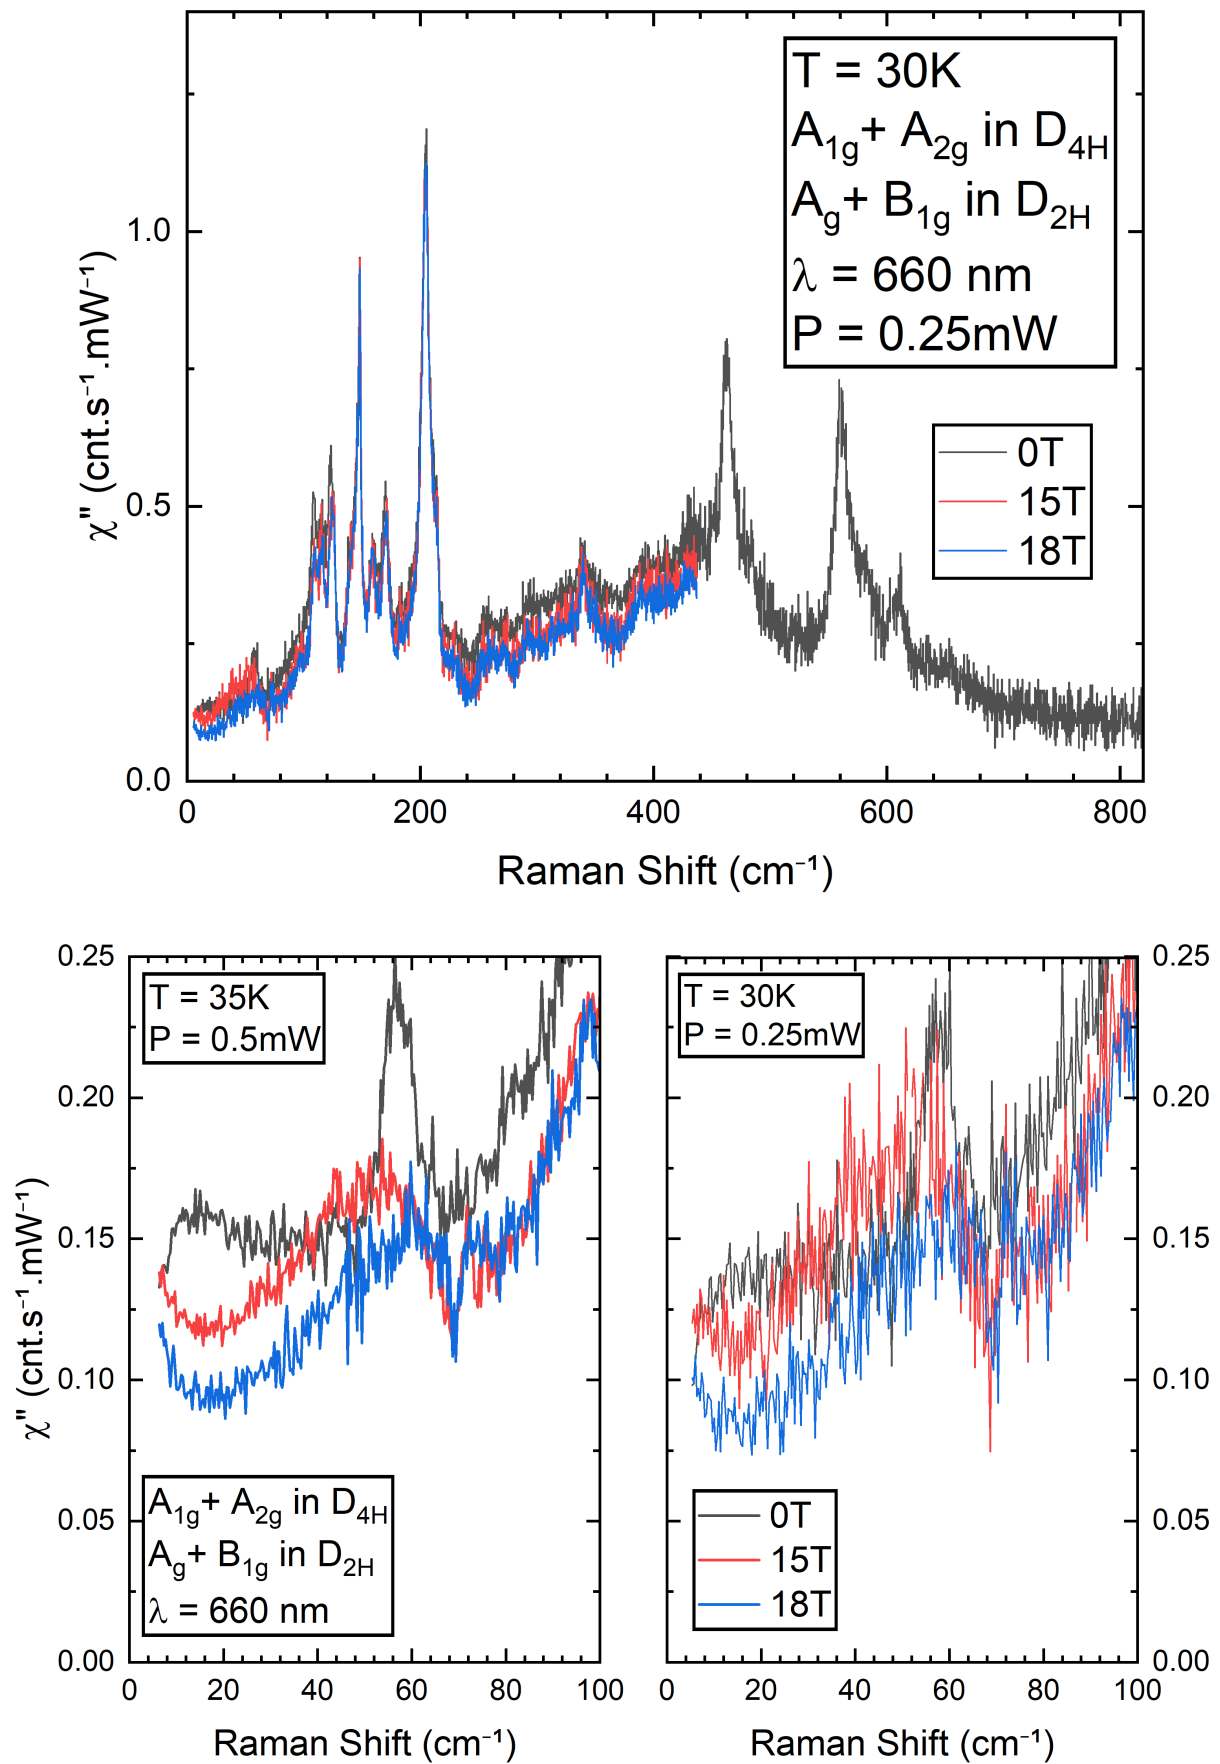 T = 30K
A1g+ A2g in D4H
Ag+ B1g in D2H
λ = 660 nm
P = 0.25mW
0T
15T
18T
1.0
0.5
0.0
χ" (cnt.s⁻¹.mW⁻¹)
0 200 400 600 800
Raman Shift (cm⁻¹)
0.25
0.20
0.15
0.10
0.05
0.00
χ" (cnt.s⁻¹.mW⁻¹)
T = 35K
P = 0.5mW
A1g+ A2g in D4H
Ag+ B1g in D2H
λ = 660 nm
0 20 40 60 80 100
Raman Shift (cm⁻¹)
T = 30K
P = 0.25mW
0T
15T
18T
0.25
0.20
0.15
0.10
0.05
0.00
0 20 40 60 80 100
Raman Shift (cm⁻¹)